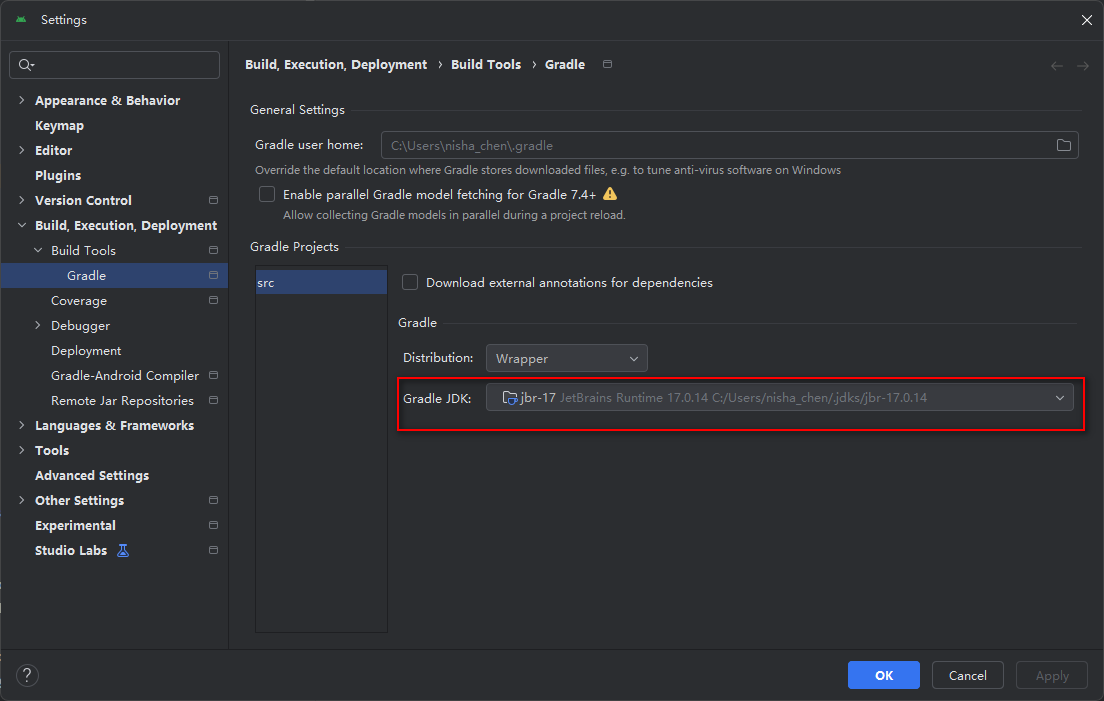 Settings
Appearance & Behavior
Keymap
Editor
Plugins
Version Control
Build, Execution, Deployment
Build Tools
Gradle
Coverage
Debugger
Deployment
Gradle-Android Compiler
Remote Jar Repositories
Languages & Frameworks
Tools
Advanced Settings
Other Settings
Experimental
Studio Labs
Build, Execution, Deployment › Build Tools › Gradle
General Settings
Gradle user home: C:\Users\nisha_chen\.gradle
Override the default location where Gradle stores downloaded files, e.g. to tune anti-virus software on Windows
Enable parallel Gradle model fetching for Gradle 7.4+
Allow collecting Gradle models in parallel during a project reload.
Gradle Projects
src
Download external annotations for dependencies
Gradle
Distribution: Wrapper
Gradle JDK: jbr-17 JetBrains Runtime 17.0.14 C:/Users/nisha_chen/.jdks/jbr-17.0.14
?
OK
Cancel
Apply